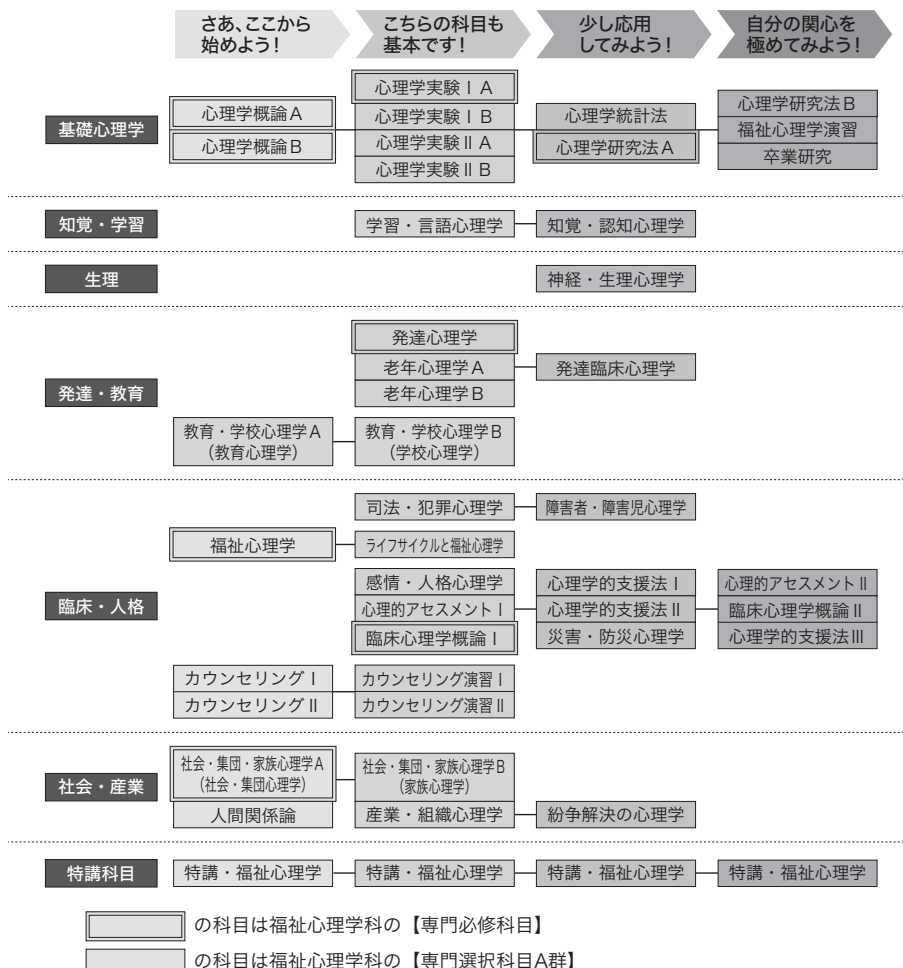 さあ、ここから
始めよう！
こちらの科目も
基本です！
少し応用
してみよう！
自分の関心を
極めてみよう！
基礎心理学
心理学概論A
心理学概論B
心理学実験ⅠA
心理学実験ⅠB
心理学実験ⅡA
心理学実験ⅡB
心理学統計法
心理学研究法A
心理学研究法B
福祉心理学演習
卒業研究
知覚・学習
学習・言語心理学
知覚・認知心理学
生理
神経・生理心理学
発達・教育
発達心理学
老年心理学A
老年心理学B
発達臨床心理学
教育・学校心理学A
（教育心理学）
教育・学校心理学B
（学校心理学）
臨床・人格
司法・犯罪心理学
障害者・障害児心理学
福祉心理学
ライフサイクルと福祉心理学
感情・人格心理学
心理的アセスメントⅠ
臨床心理学概論Ⅰ
心理学的支援法Ⅰ
心理学的支援法Ⅱ
災害・防災心理学
心理的アセスメントⅡ
臨床心理学概論Ⅱ
心理学的支援法Ⅲ
カウンセリングⅠ
カウンセリングⅡ
カウンセリング演習Ⅰ
カウンセリング演習Ⅱ
社会・産業
社会・集団・家族心理学A
（社会・集団心理学）
人間関係論
社会・集団・家族心理学B
（家族心理学）
産業・組織心理学
紛争解決の心理学
特講科目
特講・福祉心理学
特講・福祉心理学
特講・福祉心理学
特講・福祉心理学
の科目は福祉心理学科の【専門必修科目】
の科目は福祉心理学科の【専門選択科目A群】